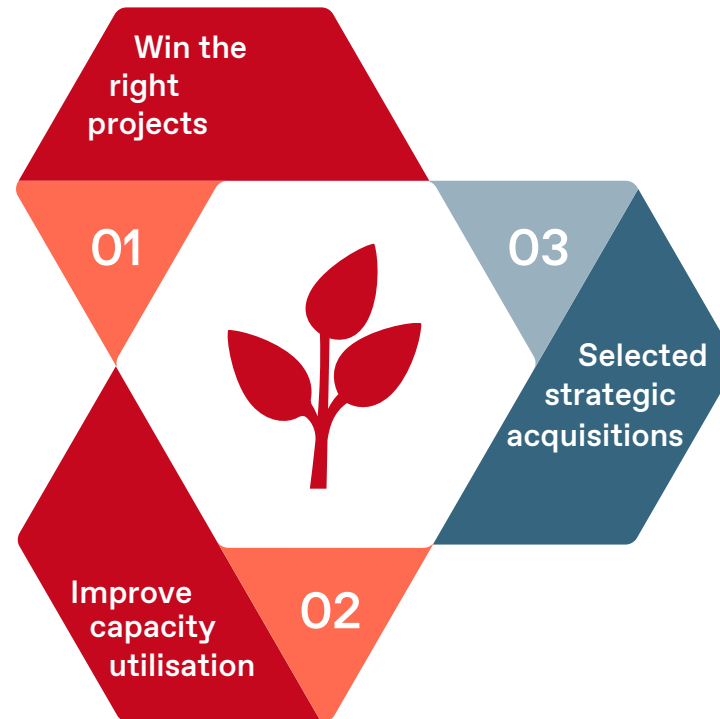 Win the
right
projects
01
03
Selected
strategic
acquisitions
Improve
capacity
utilisation
02